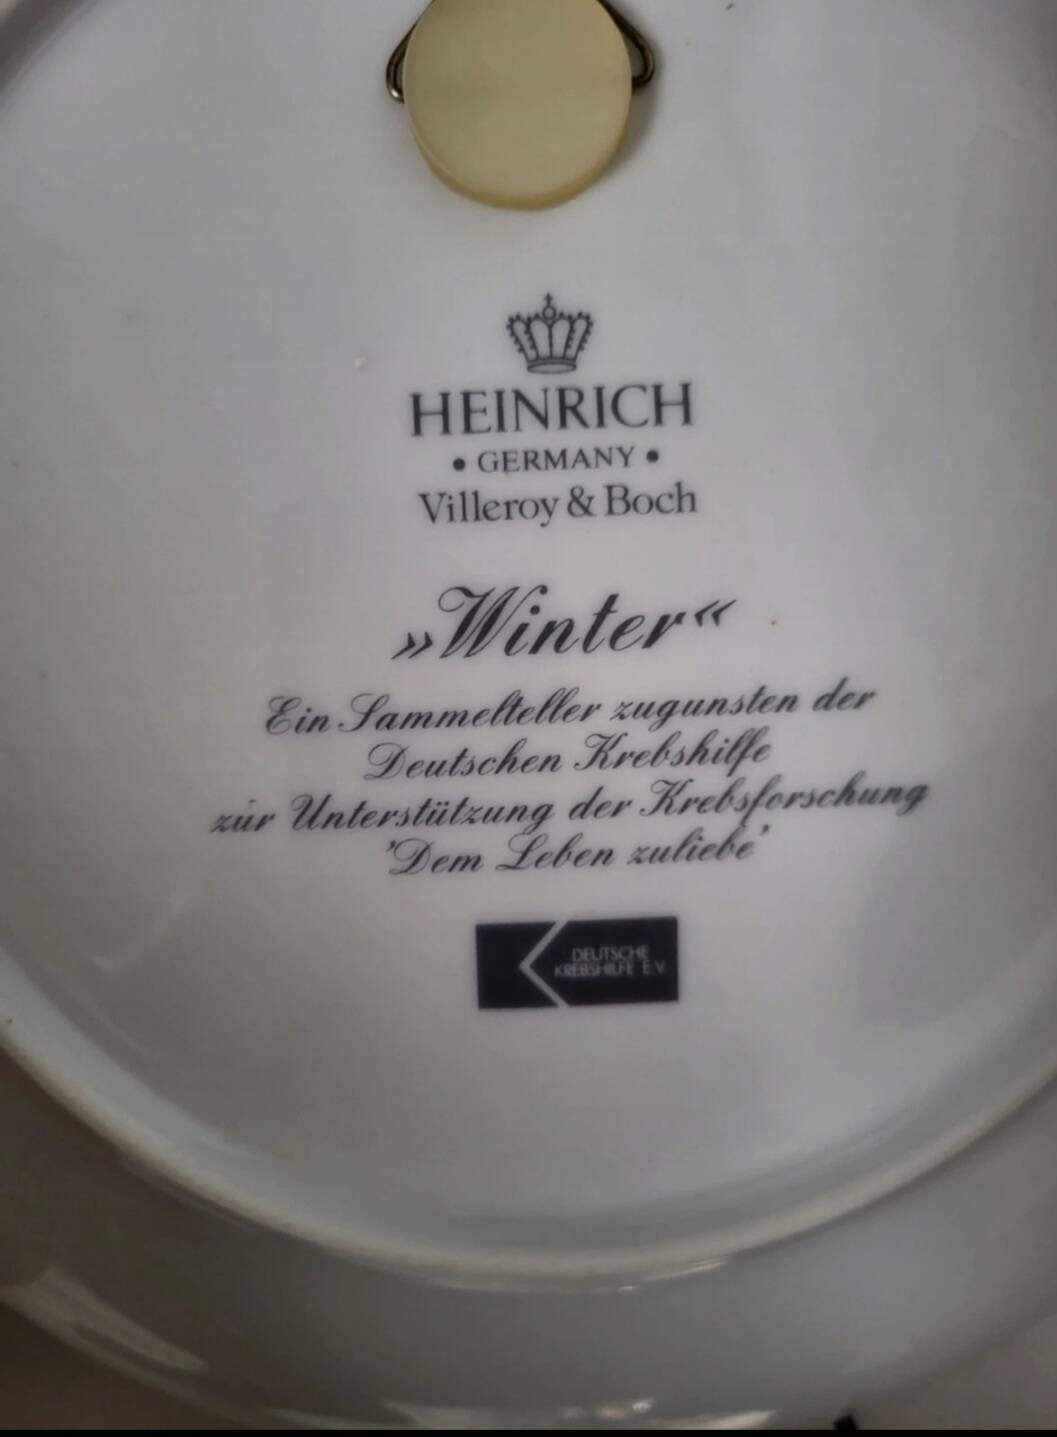 HEINRICH
• GERMANY •
Villeroy & Boch
»Winter«
Ein Sammelteller zugunsten der
Deutschen Krebshilfe
zur Unterstützung der Krebsforschung
'Dem Leben zuliebe'
DEUTSCHE
KREBSHILFE E.V.